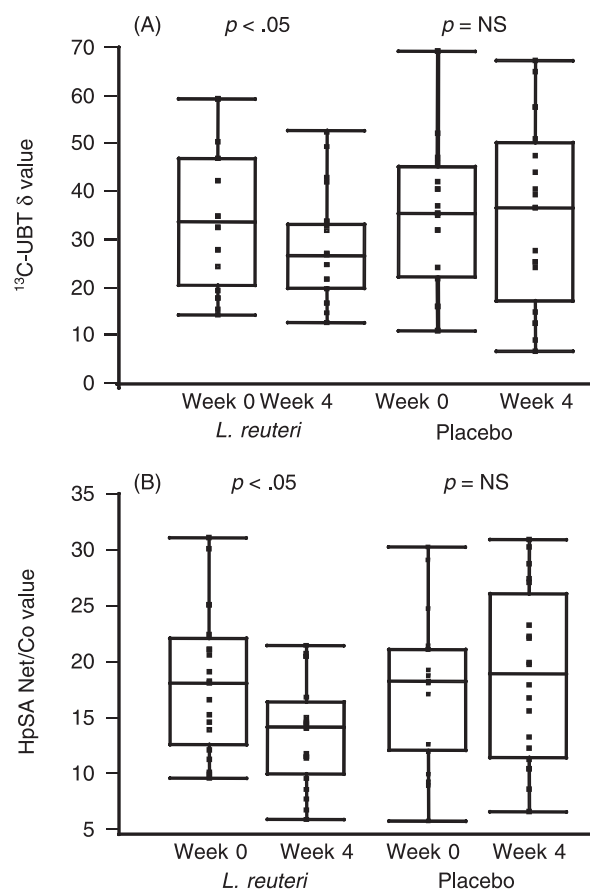 (A) p < .05 p = NS
70
60
50
40
30
20
10
0
¹³C-UBT δ value
Week 0 Week 4 Week 0 Week 4
L. reuteri Placebo
(B) p < .05 p = NS
35
30
25
20
15
10
5
HpSA Net/Co value
Week 0 Week 4 Week 0 Week 4
L. reuteri Placebo